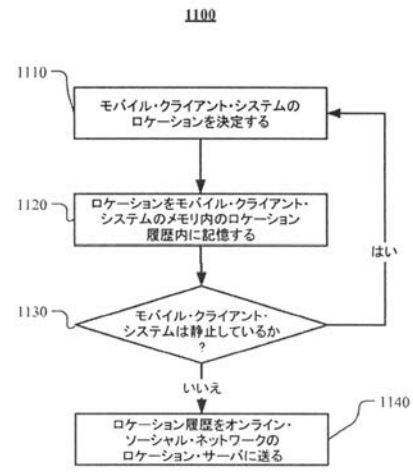 1100
1110
モバイル・クライアント・システムの
ロケーションを決定する
1120
ロケーションをモバイル・クライアント・
システムのメモリ内のロケーション
履歴内に記憶する
はい
1130
モバイル・クライアント・
システムは静止しているか
?
いいえ
1140
ロケーション履歴をオンライン・
ソーシャル・ネットワークの
ロケーション・サーバに送る